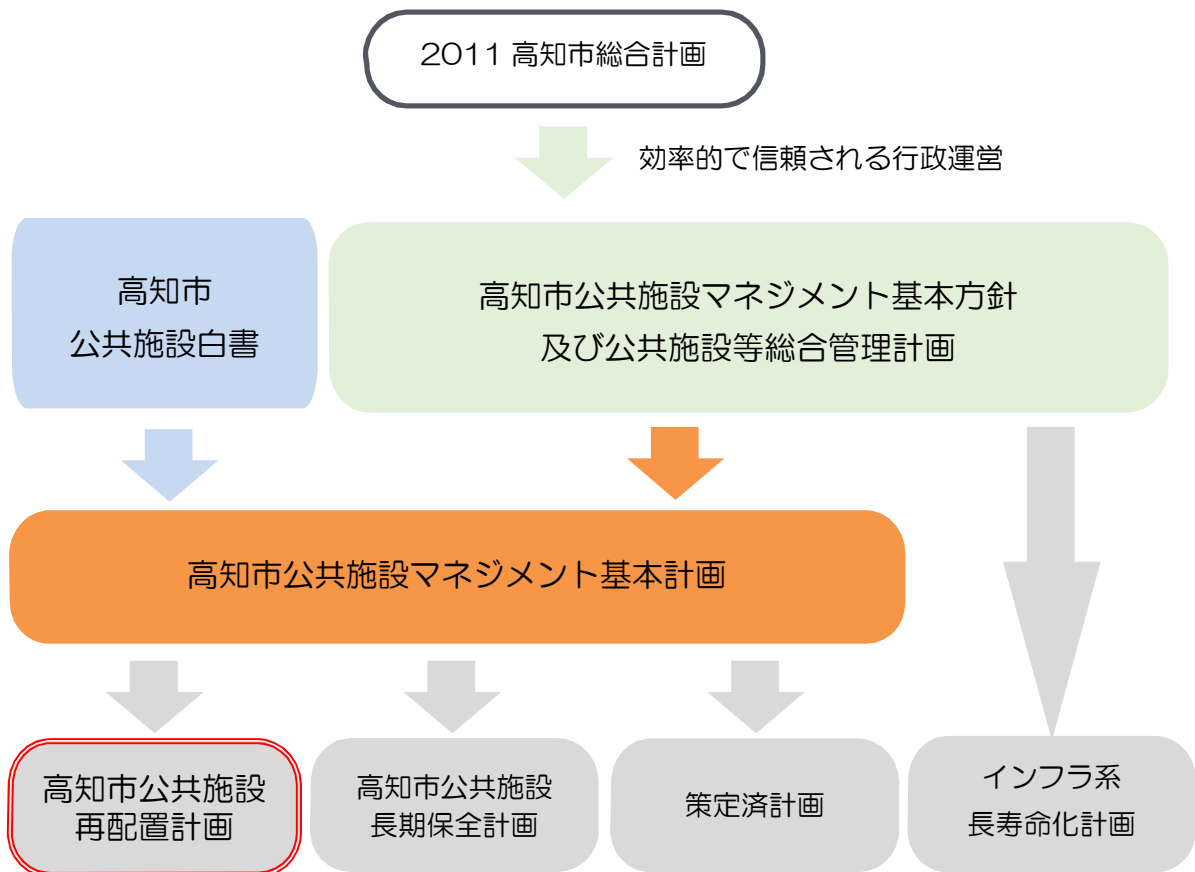 2011 高知市総合計画
効率的で信頼される行政運営
高知市
公共施設白書
高知市公共施設マネジメント基本方針
及び公共施設等総合管理計画
高知市公共施設マネジメント基本計画
高知市公共施設
再配置計画
高知市公共施設
長期保全計画
策定済計画
インフラ系
長寿命化計画